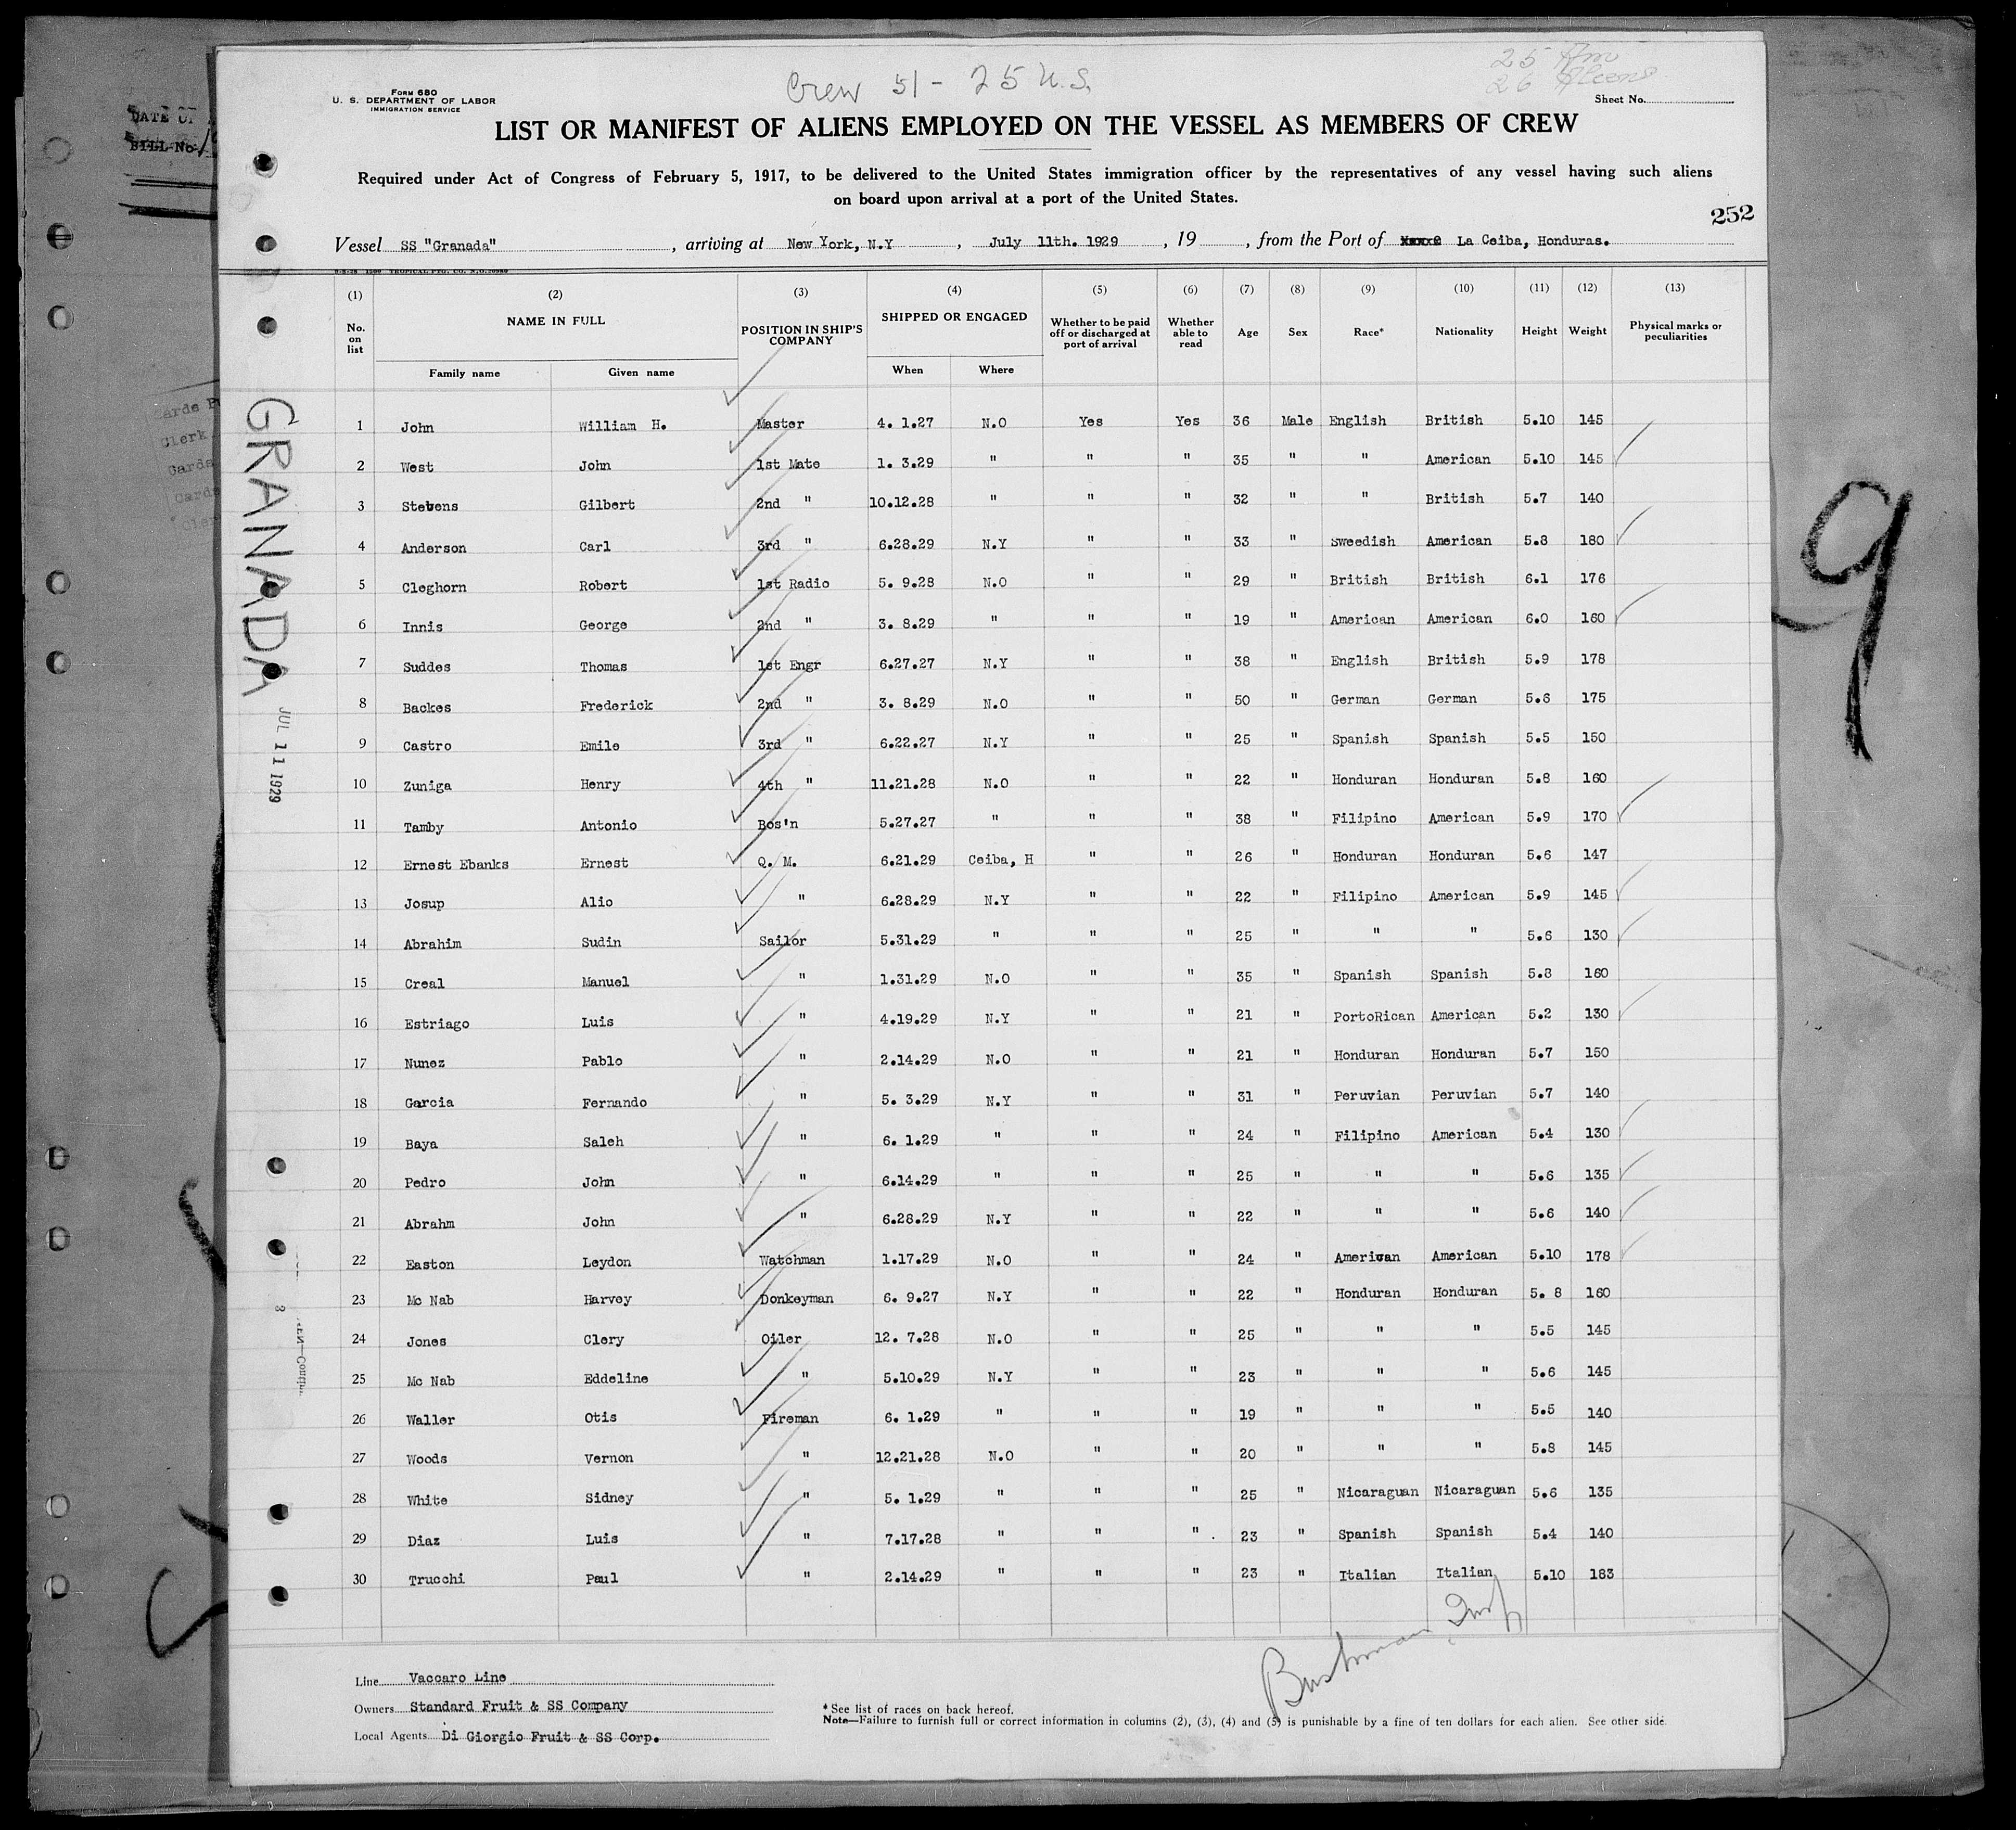 Crew 51 - 25 U.S.
25 Am
26 Aliens
Form 680
U. S. DEPARTMENT OF LABOR
IMMIGRATION SERVICE
Sheet No.
LIST OR MANIFEST OF ALIENS EMPLOYED ON THE VESSEL AS MEMBERS OF CREW
Required under Act of Congress of February 5, 1917, to be delivered to the United States immigration officer by the representatives of any vessel having such aliens
on board upon arrival at a port of the United States.
252
Vessel SS "Granada", arriving at New York, N.Y, July 11th. 1929, 19, from the Port of La Ceiba, Honduras.
(1) (2) (3) (4) (5) (6) (7) (8) (9) (10) (11) (12) (13)
No. on list NAME IN FULL POSITION IN SHIP'S COMPANY SHIPPED OR ENGAGED Whether to be paid off or discharged at port of arrival Whether able to read Age Sex Race* Nationality Height Weight Physical marks or peculiarities
Family name Given name When Where
1 John William H. Master 4. 1.27 N.O Yes Yes 36 Male English British 5.10 145
2 West John 1st Mate 1. 3.29 " " " 35 " " American 5.10 145
3 Stevens Gilbert 2nd " 10.12.28 " " " 32 " " British 5.7 140
4 Anderson Carl 3rd " 6.28.29 N.Y " " 33 " Sweedish American 5.8 180
5 Cleghorn Robert 1st Radio 5. 9.28 N.O " " 29 " British British 6.1 176
6 Innis George 2nd " 3. 8.29 " " " 19 " American American 6.0 160
7 Suddes Thomas 1st Engr 6.27.27 N.Y " " 38 " English British 5.9 178
8 Backes Frederick 2nd " 3. 8.29 N.O " " 50 " German German 5.6 175
9 Castro Emile 3rd " 6.22.27 N.Y " " 25 " Spanish Spanish 5.5 150
10 Zuniga Henry 4th " 11.21.28 N.O " " 22 " Honduran Honduran 5.8 160
11 Tamby Antonio Bos'n 5.27.27 " " " 38 " Filipino American 5.9 170
12 Ernest Ebanks Ernest Q. M. 6.21.29 Ceiba, H " " 26 " Honduran Honduran 5.6 147
13 Josup Alio " 6.28.29 N.Y " " 22 " Filipino American 5.9 145
14 Abrahim Sudin Sailor 5.31.29 " " " 25 " " " 5.6 130
15 Creal Manuel " 1.31.29 N.O " " 35 " Spanish Spanish 5.8 160
16 Estriago Luis " 4.19.29 N.Y " " 21 " PortoRican American 5.2 130
17 Nunez Pablo " 2.14.29 N.O " " 21 " Honduran Honduran 5.7 150
18 Garcia Fernando " 5. 3.29 N.Y " " 31 " Peruvian Peruvian 5.7 140
19 Baya Saleh " 6. 1.29 " " " 24 " Filipino American 5.4 130
20 Pedro John " 6.14.29 " " " 25 " " " 5.6 135
21 Abrahm John " 6.28.29 N.Y " " 22 " " " 5.6 140
22 Easton Leydon Watchman 1.17.29 N.O " " 24 " American American 5.10 178
23 Mc Nab Harvey Donkeyman 6. 9.27 N.Y " " 22 " Honduran Honduran 5. 8 160
24 Jones Clery Oiler 12. 7.28 N.O " " 25 " " " 5.5 145
25 Mc Nab Eddeline " 5.10.29 N.Y " " 23 " " " 5.6 145
26 Waller Otis Fireman 6. 1.29 " " " 19 " " " 5.5 140
27 Woods Vernon " 12.21.28 N.O " " 20 " " " 5.8 145
28 White Sidney " 5. 1.29 " " " 25 " Nicaraguan Nicaraguan 5.6 135
29 Diaz Luis " 7.17.28 " " " 23 " Spanish Spanish 5.4 140
30 Trucchi Paul " 2.14.29 " " " 23 " Italian Italian 5.10 183
Line Vaccaro Line
Owners Standard Fruit & SS Company
Local Agents Di Giorgio Fruit & SS Corp.
* See list of races on back hereof.
Note—Failure to furnish full or correct information in columns (2), (3), (4) and (5) is punishable by a fine of ten dollars for each alien. See other side
GRANADA
JUL 11 1929
9